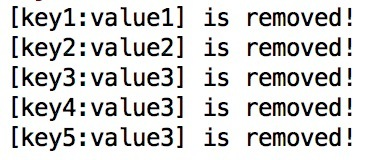 [key1:value1] is removed!
[key2:value2] is removed!
[key3:value3] is removed!
[key4:value3] is removed!
[key5:value3] is removed!